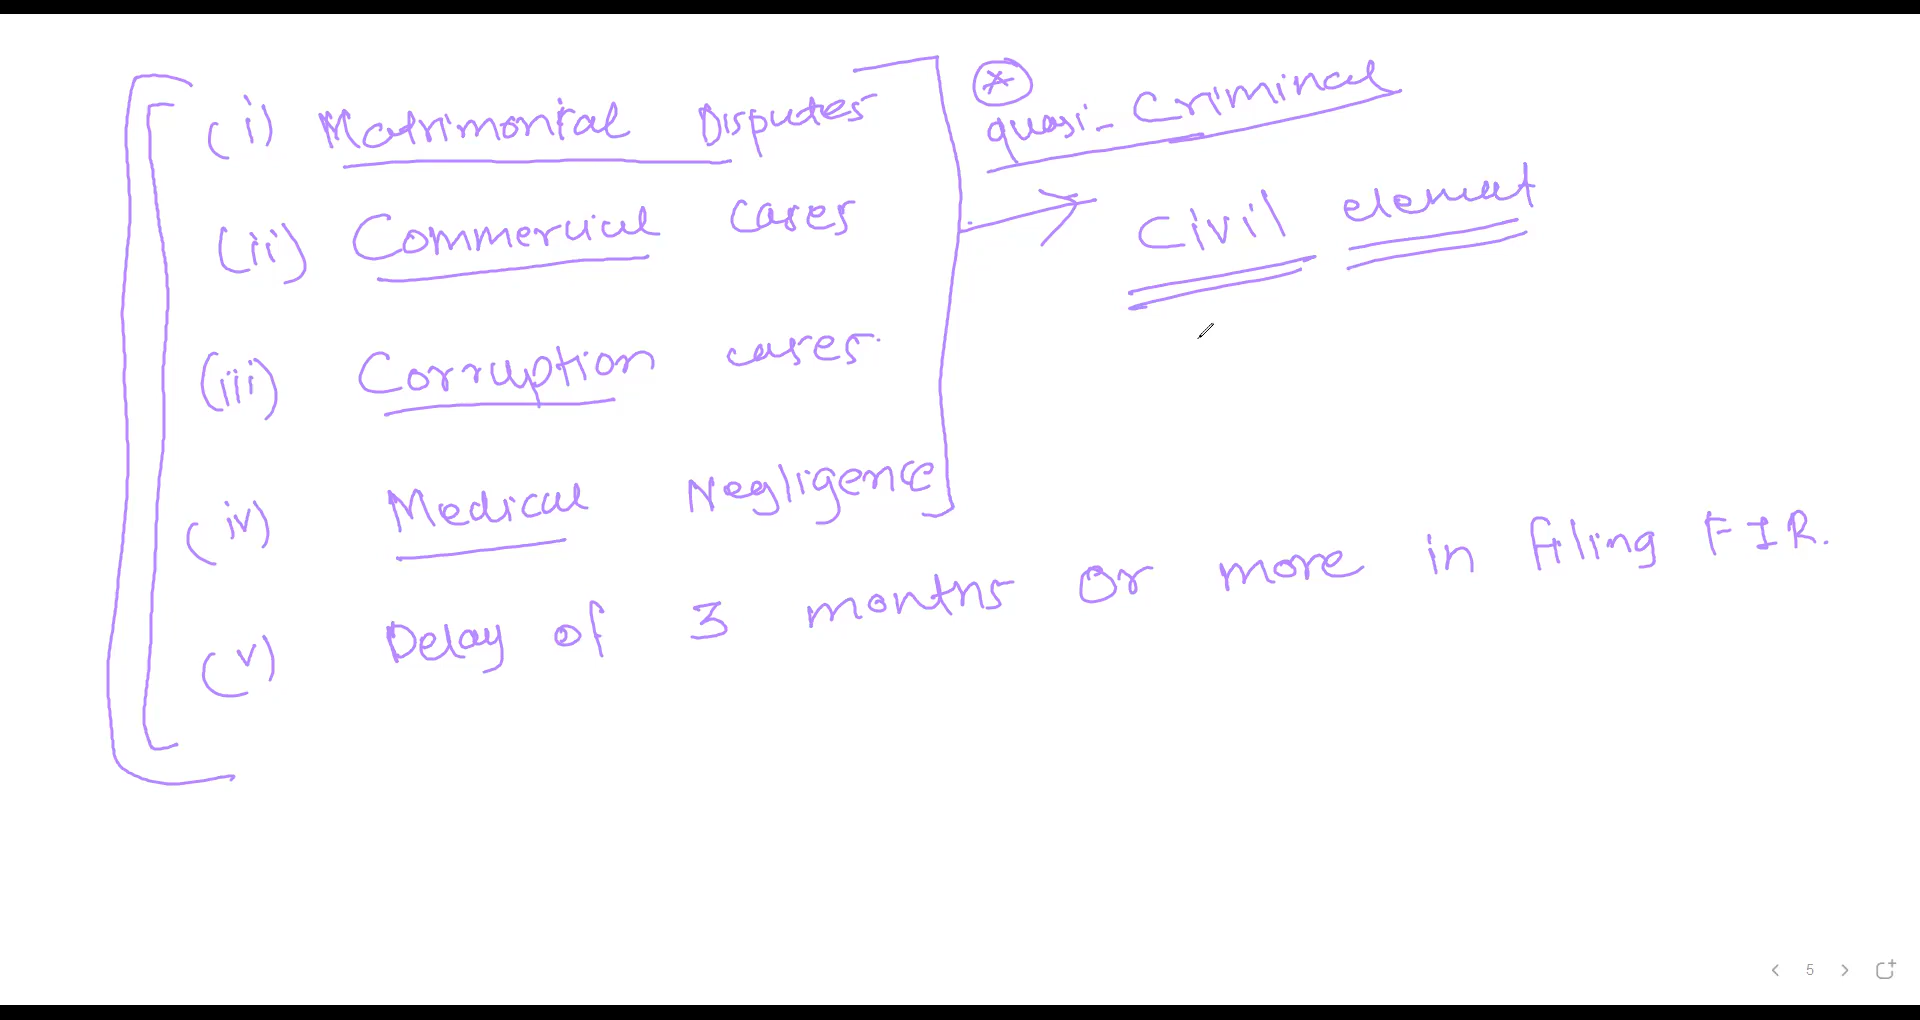 (i) Matrimonial Disputes
quasi-Criminal
(ii) Commercial cases
Civil element
(iii) Corruption cases.
(iv) Medical Negligence
(v) Delay of 3 months or more in filing FIR.
5